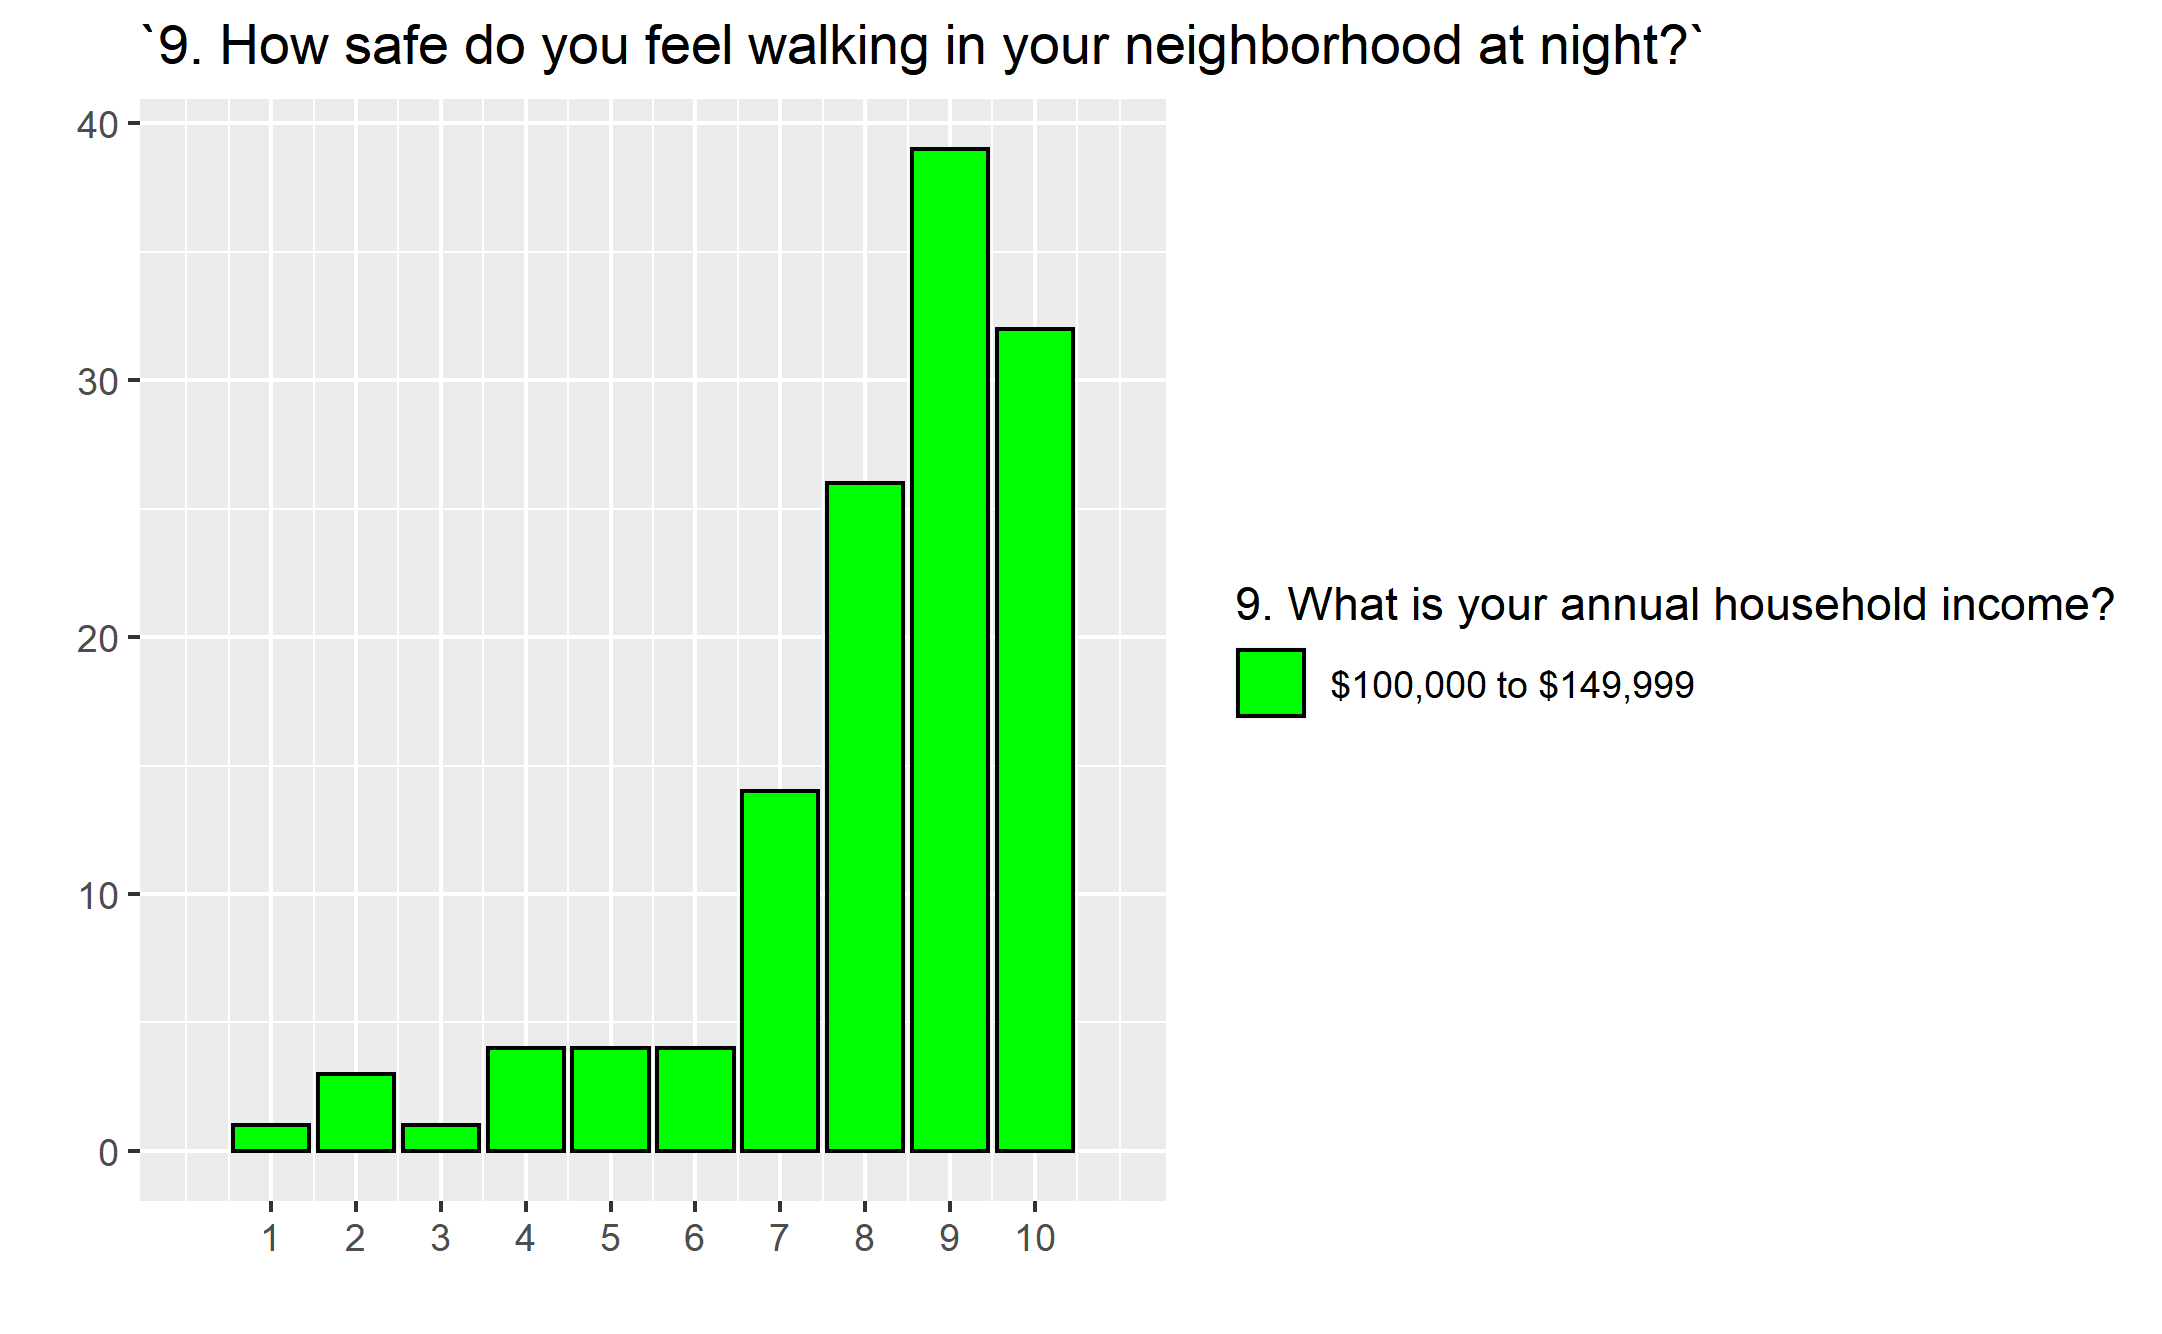 `9. How safe do you feel walking in your neighborhood at night?`
40
30
20
10
0
1 2 3 4 5 6 7 8 9 10
9. What is your annual household income?
$100,000 to $149,999